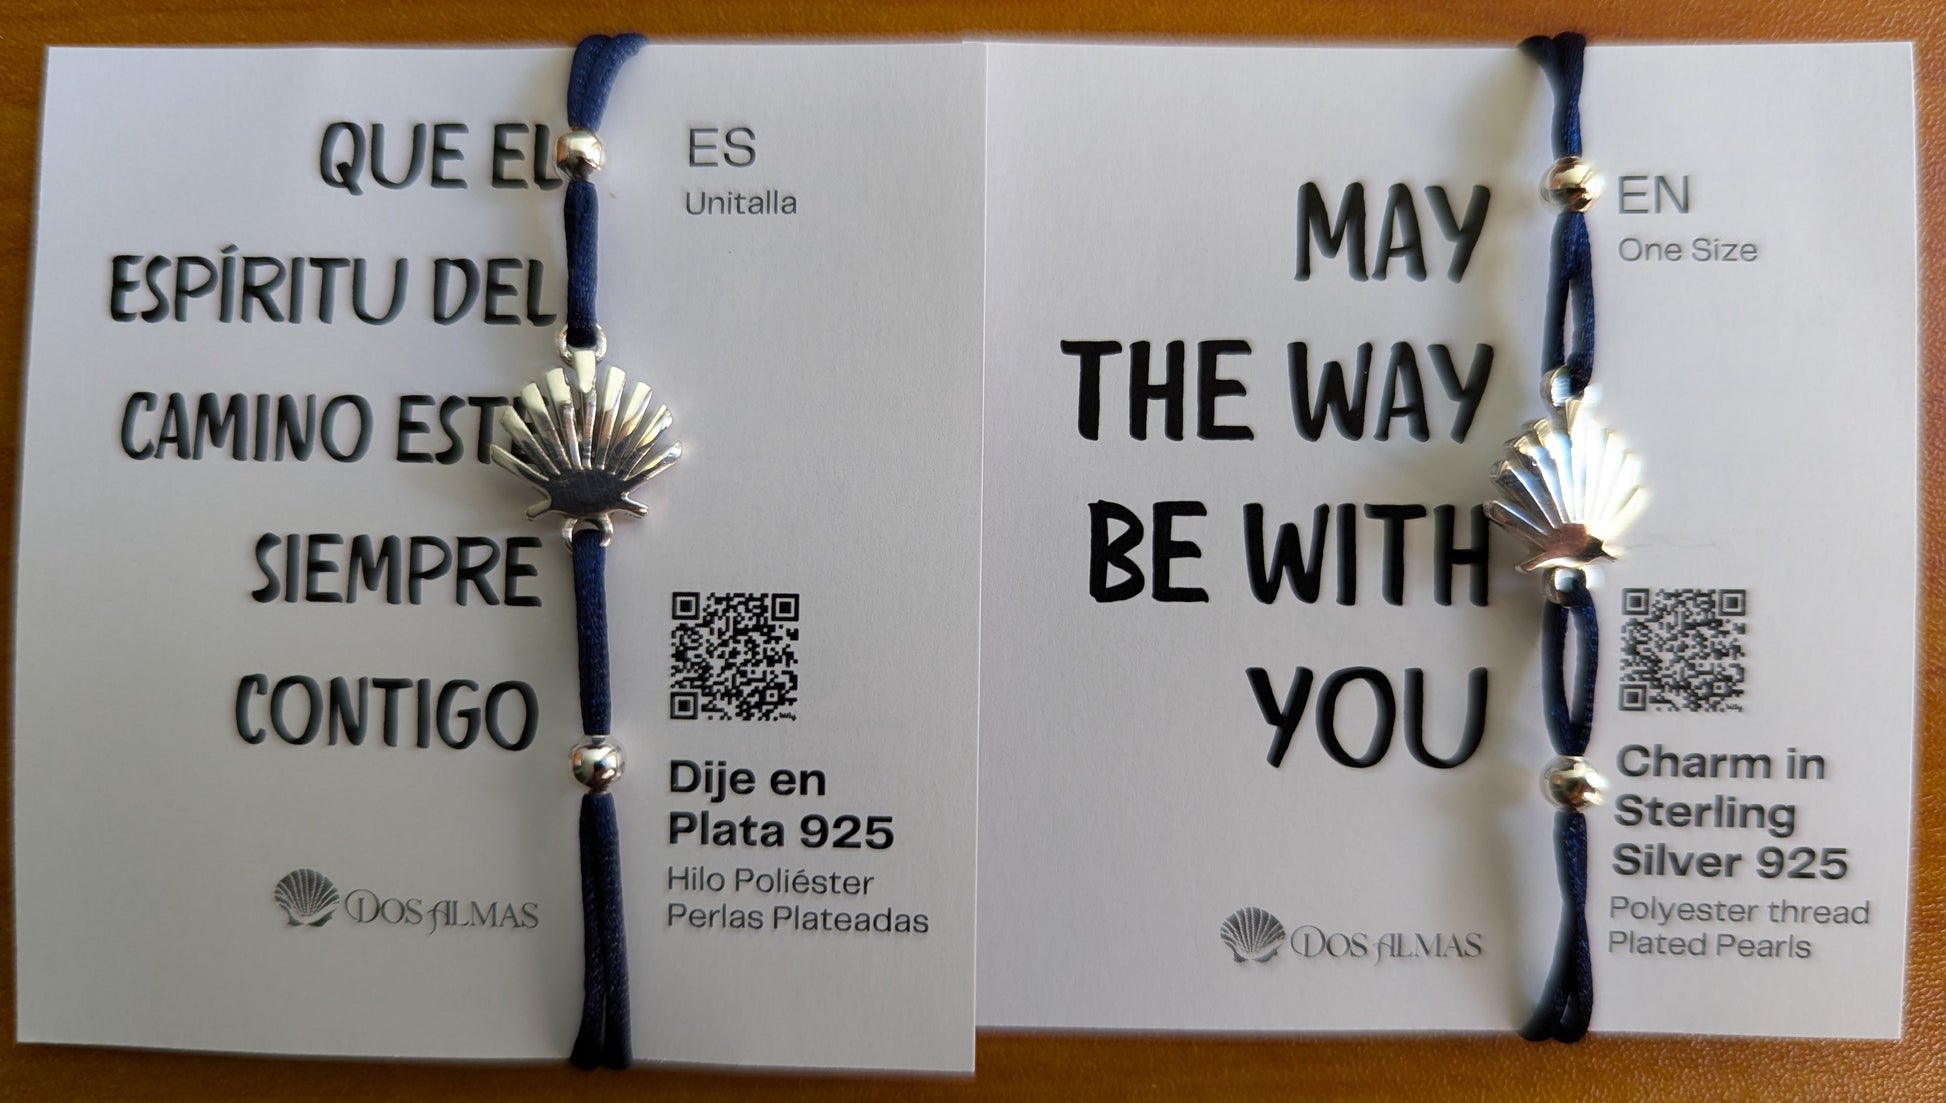 QUE EL
ESPÍRITU DEL
CAMINO EST
SIEMPRE
CONTIGO
DOS ALMAS
ES
Unitalla
Dije en
Plata 925
Hilo Poliéster
Perlas Plateadas
MAY
THE WAY
BE WITH
YOU
DOS ALMAS
EN
One Size
Charm in
Sterling
Silver 925
Polyester thread
Plated Pearls